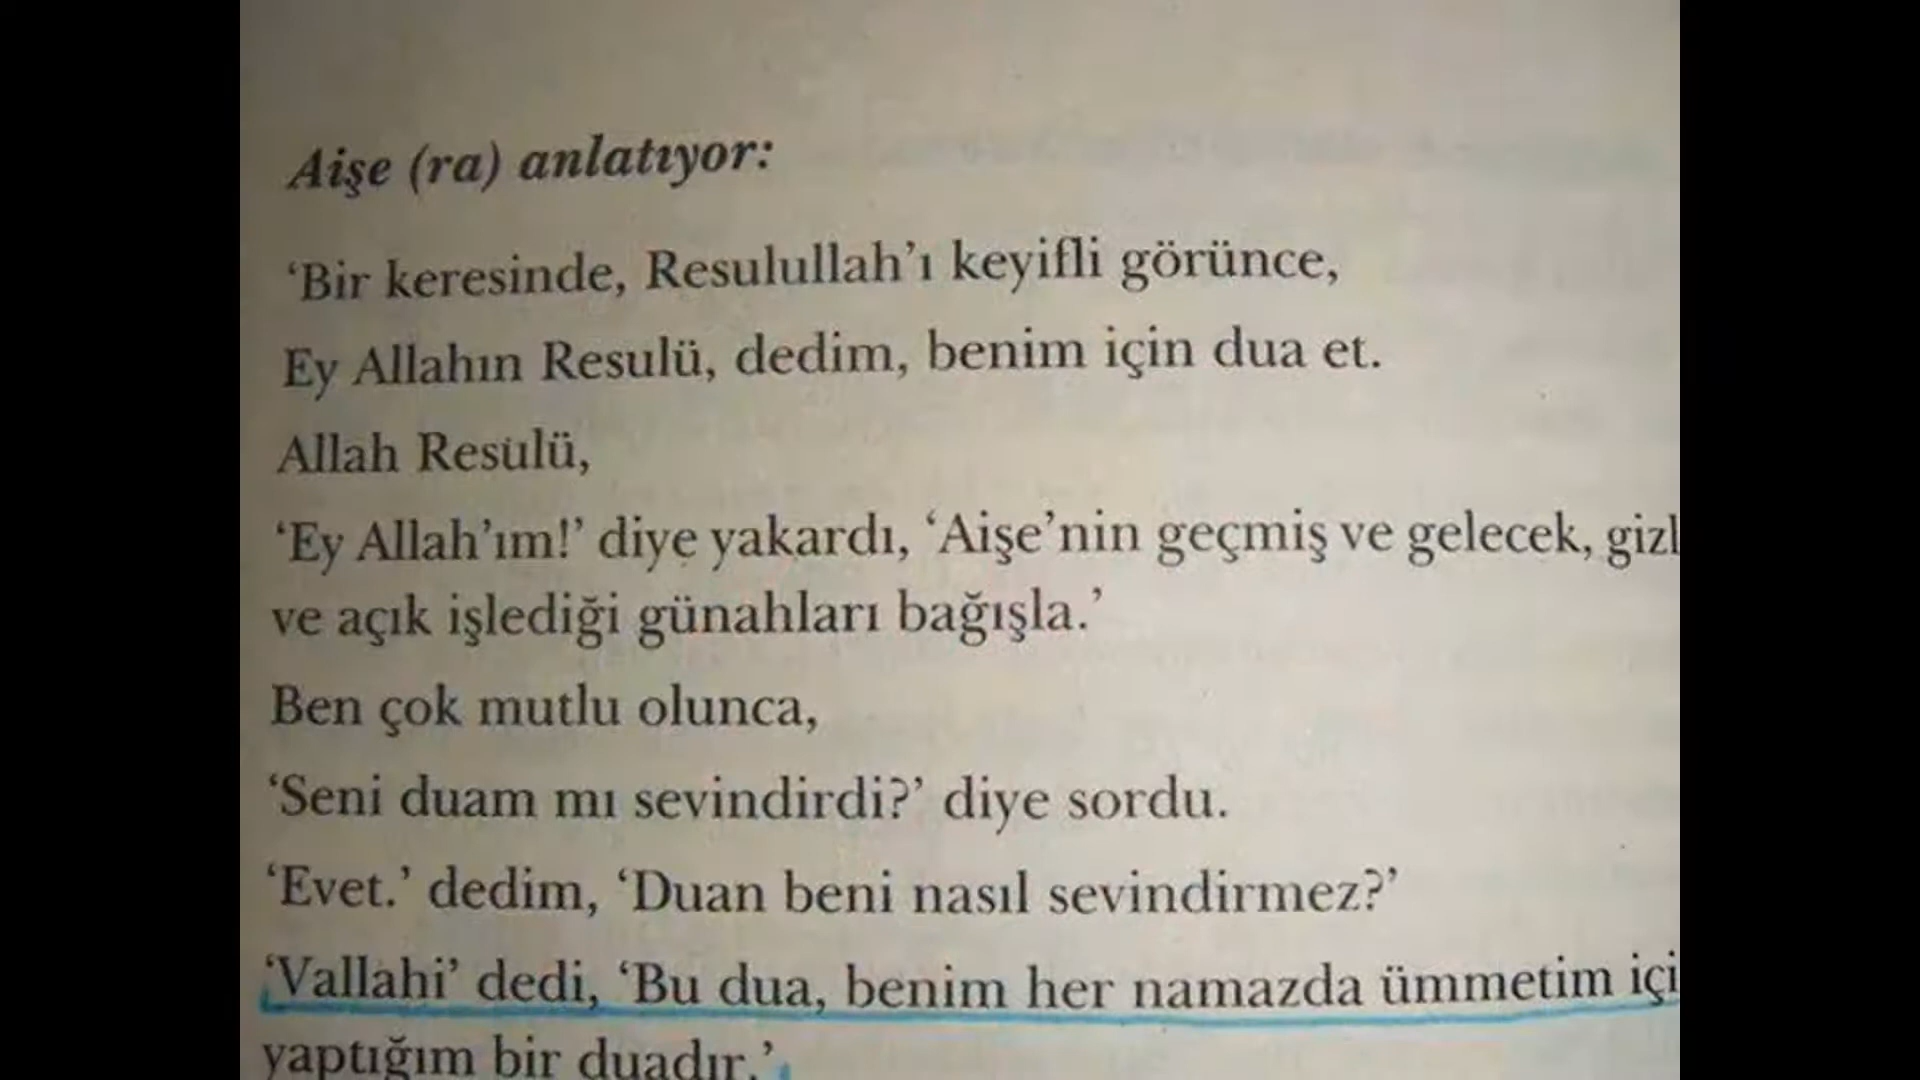 Aişe (ra) anlatıyor:
‘Bir keresinde, Resulullah’ı keyifli görünce,
Ey Allahın Resulü, dedim, benim için dua et.
Allah Resulü,
‘Ey Allah’ım!’ diye yakardı, ‘Aişe’nin geçmiş ve gelecek, gizl
ve açık işlediği günahları bağışla.’
Ben çok mutlu olunca,
‘Seni duam mı sevindirdi?’ diye sordu.
‘Evet.’ dedim, ‘Duan beni nasıl sevindirmez?’
‘Vallahi’ dedi, ‘Bu dua, benim her namazda ümmetim içi
yaptığım bir duadır.’